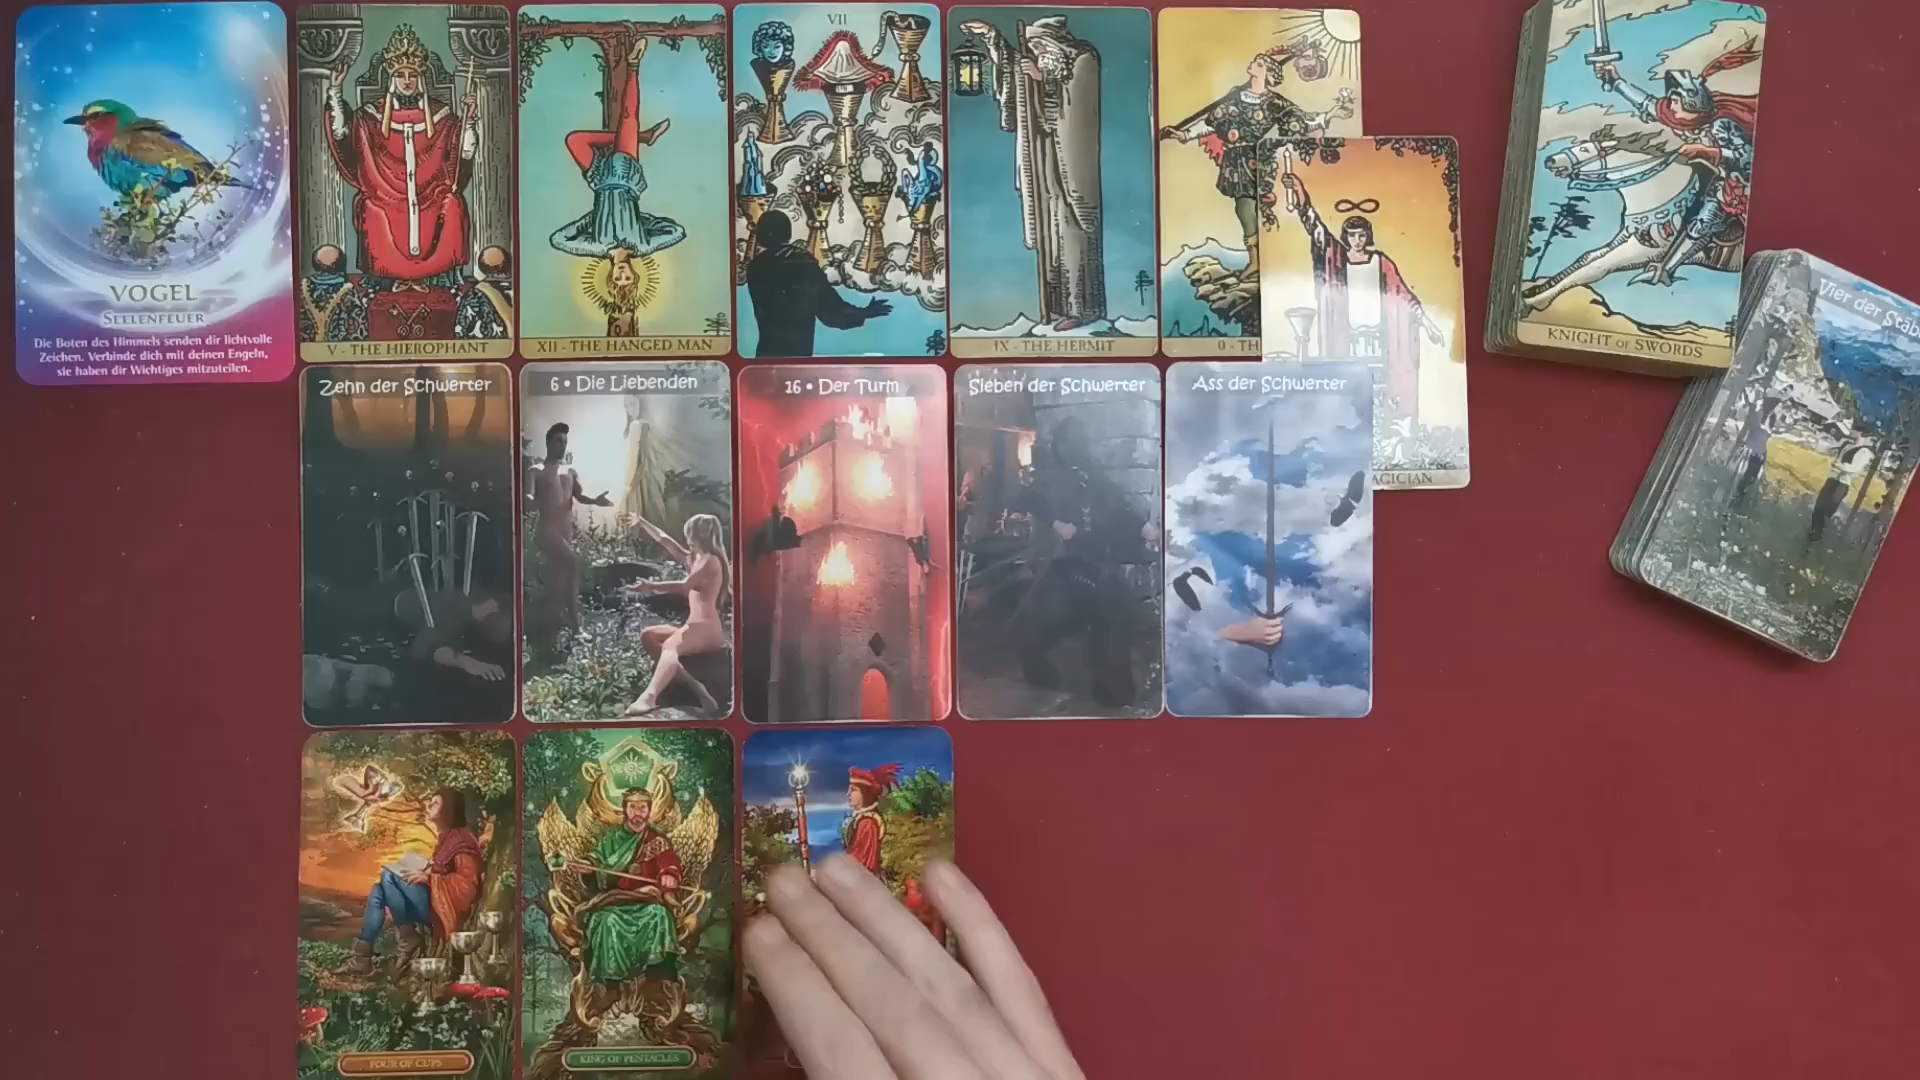 VOGEL
SEELENFEUER
Die Boten des Himmels senden dir lichtvolle
Zeichen. Verbinde dich mit deinen Engeln,
sie haben dir Wichtiges mitzuteilen.
V - THE HIEROPHANT
XII - THE HANGED MAN
VII
IX - THE HERMIT
0 - TH
AGICIAN
KNIGHT OF SWORDS
Vier der Stäb
Zehn der Schwerter
6 • Die Liebenden
16 • Der Turm
Sieben der Schwerter
Ass der Schwerter
FOUR OF CUPS
KING OF PENTACLES